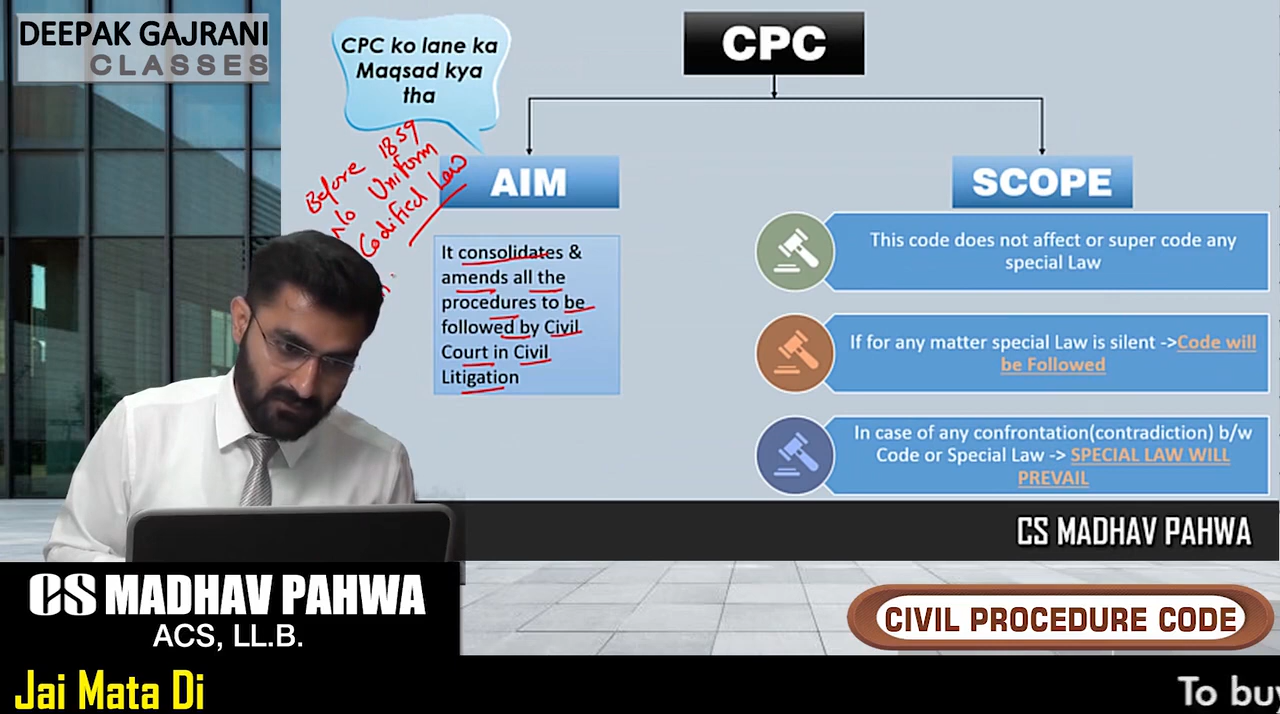 DEEPAK GAJRANI
CLASSES
CPC ko lane ka
Maqsad kya
tha
CPC
Before 1859
No Uniform
Codified Law
AIM
It consolidates &
amends all the
procedures to be
followed by Civil
Court in Civil
Litigation
SCOPE
This code does not affect or super code any
special Law
If for any matter special Law is silent ->Code will
be Followed
In case of any confrontation(contradiction) b/w
Code or Special Law -> SPECIAL LAW WILL
PREVAIL
CS MADHAV PAHWA
CS MADHAV PAHWA
ACS, LL.B.
CIVIL PROCEDURE CODE
Jai Mata Di
To buy